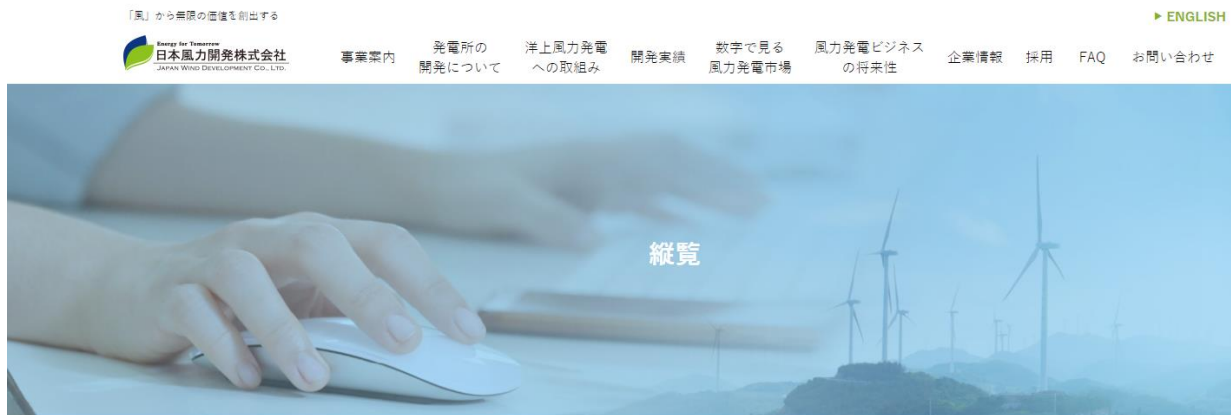 「風」から無限の価値を創出する
▶ ENGLISH
Energy for Tomorrow
日本風力開発株式会社
JAPAN WIND DEVELOPMENT CO., LTD.
事業案内
発電所の
開発について
洋上風力発電
への取組み
開発実績
数字で見る
風力発電市場
風力発電ビジネス
の将来性
企業情報
採用
FAQ
お問い合わせ
縦覧